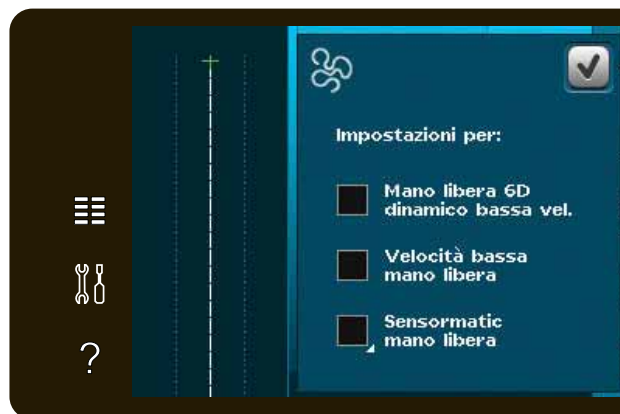 Impostazioni per:
Mano libera 6D
dinamico bassa vel.
Velocità bassa
mano libera
Sensormatic
mano libera
?